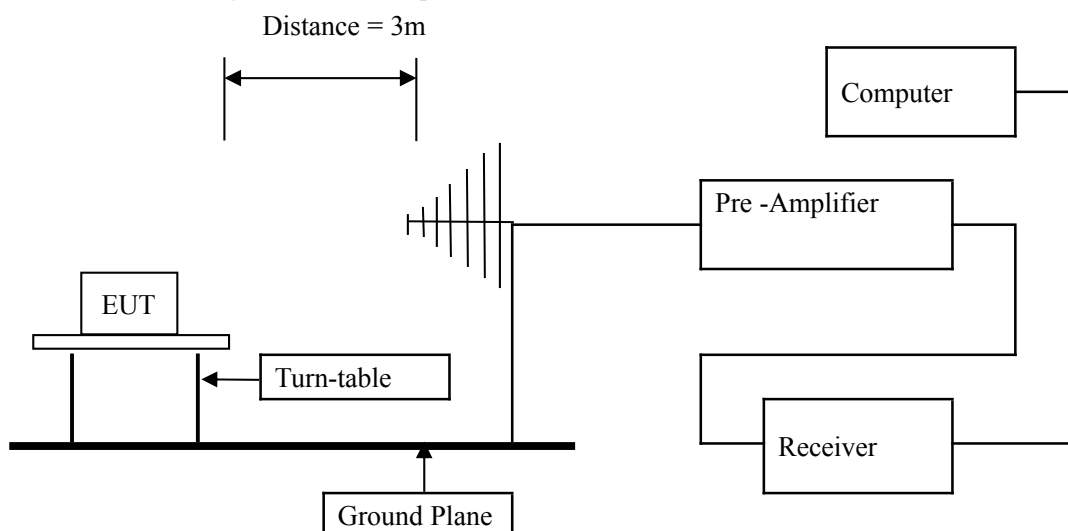 Distance = 3m
Computer
Pre -Amplifier
EUT
Turn-table
Receiver
Ground Plane